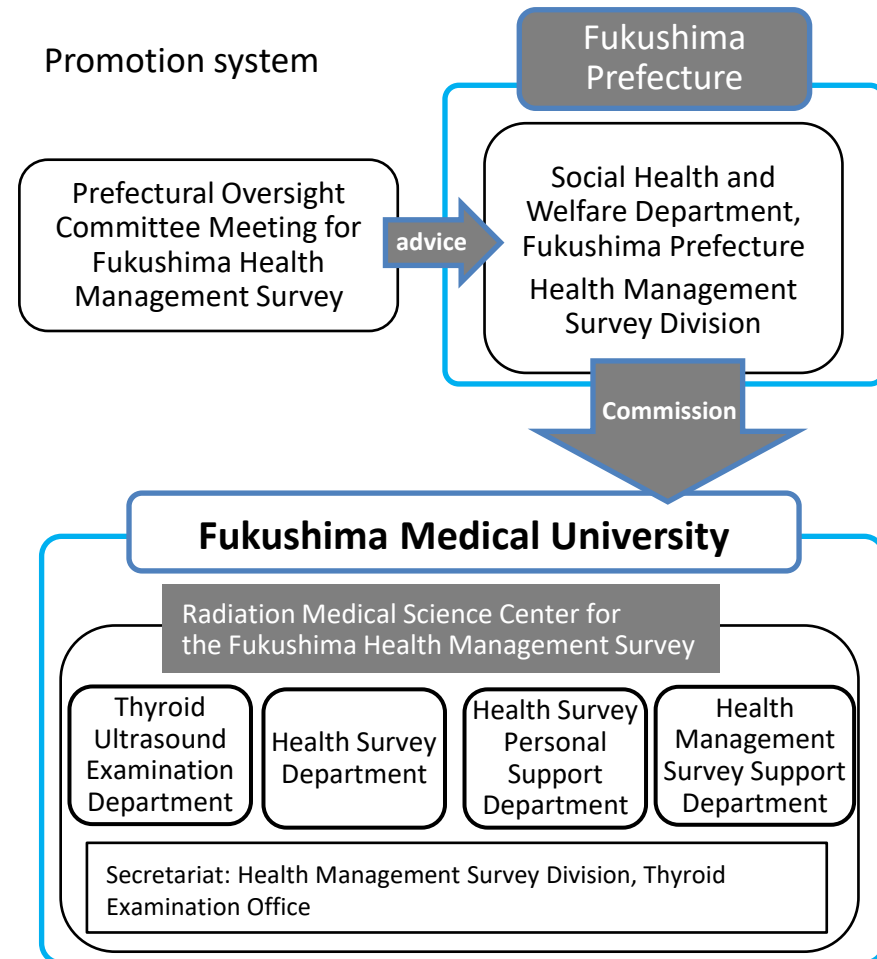 Promotion system
Fukushima
Prefecture
Prefectural Oversight
Committee Meeting for
Fukushima Health
Management Survey
advice
Social Health and
Welfare Department,
Fukushima Prefecture
Health Management
Survey Division
Commission
Fukushima Medical University
Radiation Medical Science Center for
the Fukushima Health Management Survey
Thyroid
Ultrasound
Examination
Department
Health Survey
Department
Health Survey
Personal
Support
Department
Health
Management
Survey Support
Department
Secretariat: Health Management Survey Division, Thyroid
Examination Office